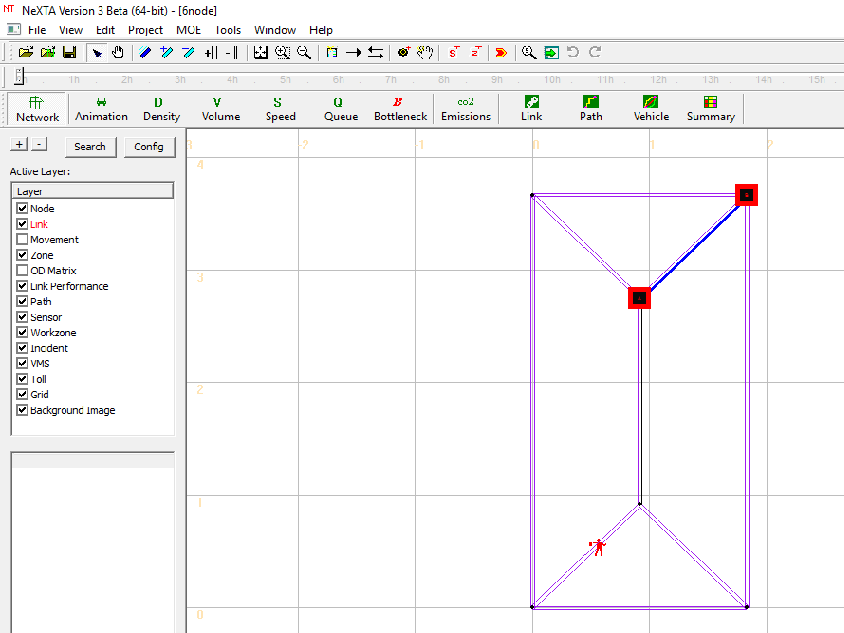 NeXTA Version 3 Beta (64-bit) - [6node]
File View Edit Project MOE Tools Window Help
1h 2h 3h 4h 5h 6h 7h 8h 9h 10h 11h 12h 13h 14h 15h
Network Animation Density Volume Speed Queue Bottleneck Emissions Link Path Vehicle Summary
+ - Search Config
Active Layer:
Layer
Node
Link
Movement
Zone
OD Matrix
Link Performance
Path
Sensor
Workzone
Incident
VMS
Toll
Grid
Background Image
3 2 1 0 1 2
4
3
2
1
0